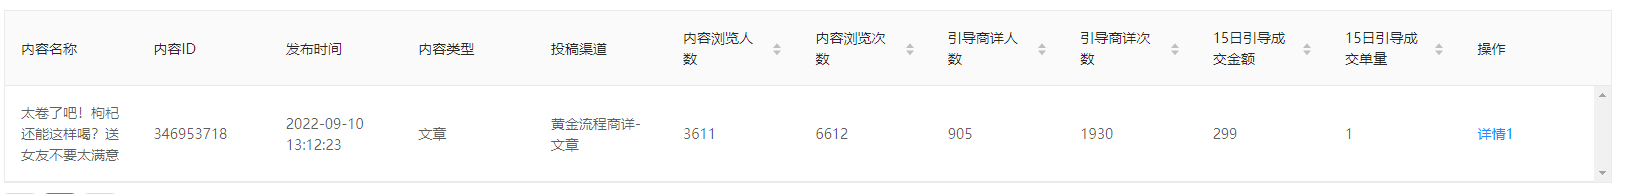 内容名称
内容ID
发布时间
内容类型
投稿渠道
内容浏览人
数
内容浏览次
数
引导商详人
数
引导商详次
数
15日引导成
交金额
15日引导成
交单量
操作
太卷了吧！枸杞
还能这样喝？送
女友不要太满意
346953718
2022-09-10
13:12:23
文章
黄金流程商详-
文章
3611
6612
905
1930
299
1
详情1